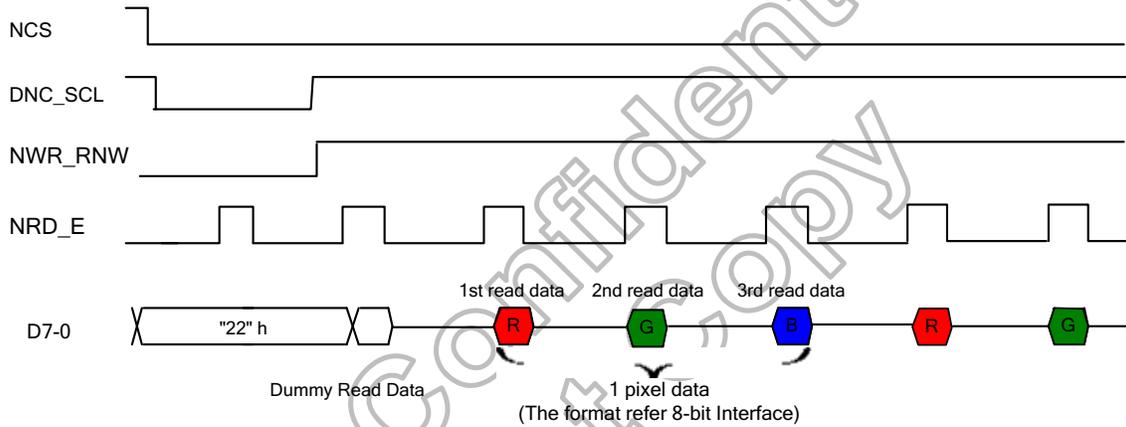 NCS
DNC_SCL
NWR_RNW
NRD_E
1st read data 2nd read data 3rd read data
D7-0 "22" h R G B R G
Dummy Read Data 1 pixel data
(The format refer 8-bit Interface)
Confident
t Copy